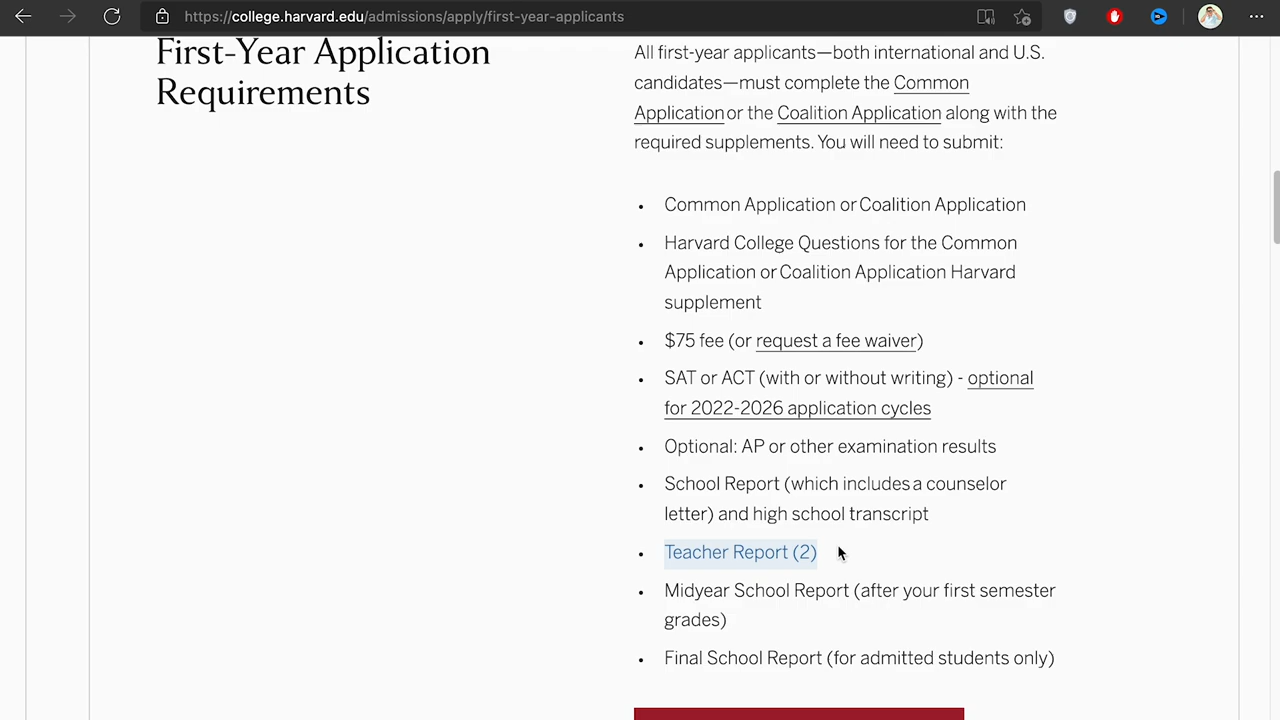 https://college.harvard.edu/admissions/apply/first-year-applicants
First-Year Application
Requirements
All first-year applicants—both international and U.S.
candidates—must complete the Common
Application or the Coalition Application along with the
required supplements. You will need to submit:
• Common Application or Coalition Application
• Harvard College Questions for the Common
Application or Coalition Application Harvard
supplement
• $75 fee (or request a fee waiver)
• SAT or ACT (with or without writing) - optional
for 2022-2026 application cycles
• Optional: AP or other examination results
• School Report (which includes a counselor
letter) and high school transcript
• Teacher Report (2)
• Midyear School Report (after your first semester
grades)
• Final School Report (for admitted students only)